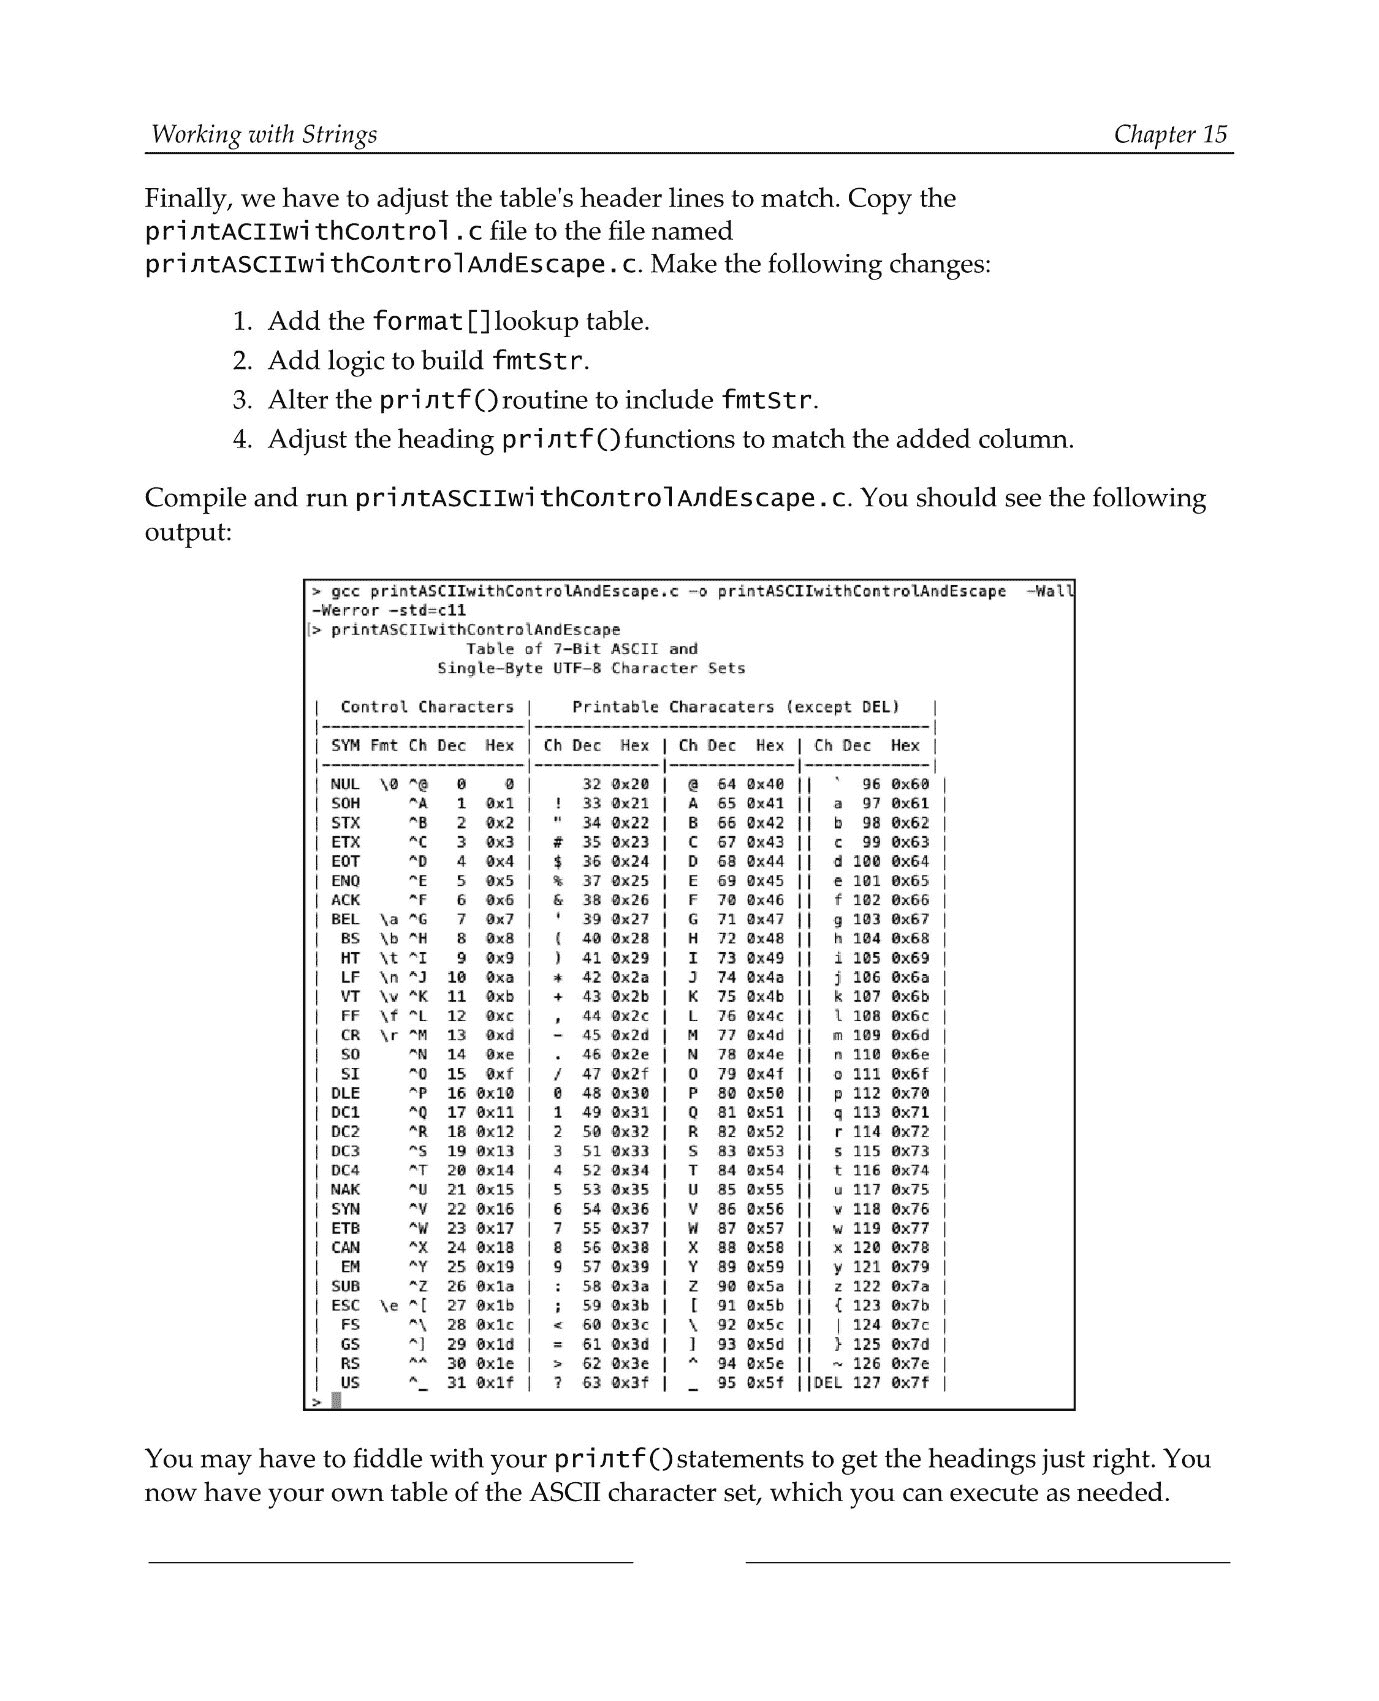 Working with Strings Chapter 15
Finally, we have to adjust the table's header lines to match. Copy the
printACIIwithControl.c file to the file named
printASCIIwithControlAndEscape.c. Make the following changes:
1. Add the format[]lookup table.
2. Add logic to build fmtStr.
3. Alter the printf()routine to include fmtStr.
4. Adjust the heading printf()functions to match the added column.
Compile and run printASCIIwithControlAndEscape.c. You should see the following
output:
> gcc printASCIIwithControlAndEscape.c -o printASCIIwithControlAndEscape  -Wall
-Werror -std=c11
[> printASCIIwithControlAndEscape
Table of 7-Bit ASCII and
Single-Byte UTF-8 Character Sets
|  Control Characters |    Printable Characaters (except DEL)   |
|---------------------|-----------------------------------------|
| SYM Fmt Ch Dec  Hex | Ch Dec  Hex | Ch Dec  Hex | Ch Dec  Hex |
|---------------------|-------------|-------------|-------------|
| NUL  \0 ^@   0    0 |     32 0x20 |  @  64 0x40 ||  `  96 0x60 |
| SOH     ^A   1  0x1 |  !  33 0x21 |  A  65 0x41 ||  a  97 0x61 |
| STX     ^B   2  0x2 |  "  34 0x22 |  B  66 0x42 ||  b  98 0x62 |
| ETX     ^C   3  0x3 |  #  35 0x23 |  C  67 0x43 ||  c  99 0x63 |
| EOT     ^D   4  0x4 |  $  36 0x24 |  D  68 0x44 ||  d 100 0x64 |
| ENQ     ^E   5  0x5 |  %  37 0x25 |  E  69 0x45 ||  e 101 0x65 |
| ACK     ^F   6  0x6 |  &  38 0x26 |  F  70 0x46 ||  f 102 0x66 |
| BEL  \a ^G   7  0x7 |  '  39 0x27 |  G  71 0x47 ||  g 103 0x67 |
|  BS  \b ^H   8  0x8 |  (  40 0x28 |  H  72 0x48 ||  h 104 0x68 |
|  HT  \t ^I   9  0x9 |  )  41 0x29 |  I  73 0x49 ||  i 105 0x69 |
|  LF  \n ^J  10  0xa |  *  42 0x2a |  J  74 0x4a ||  j 106 0x6a |
|  VT  \v ^K  11  0xb |  +  43 0x2b |  K  75 0x4b ||  k 107 0x6b |
|  FF  \f ^L  12  0xc |  ,  44 0x2c |  L  76 0x4c ||  l 108 0x6c |
|  CR  \r ^M  13  0xd |  -  45 0x2d |  M  77 0x4d ||  m 109 0x6d |
|  SO     ^N  14  0xe |  .  46 0x2e |  N  78 0x4e ||  n 110 0x6e |
|  SI     ^O  15  0xf |  /  47 0x2f |  O  79 0x4f ||  o 111 0x6f |
| DLE     ^P  16 0x10 |  0  48 0x30 |  P  80 0x50 ||  p 112 0x70 |
| DC1     ^Q  17 0x11 |  1  49 0x31 |  Q  81 0x51 ||  q 113 0x71 |
| DC2     ^R  18 0x12 |  2  50 0x32 |  R  82 0x52 ||  r 114 0x72 |
| DC3     ^S  19 0x13 |  3  51 0x33 |  S  83 0x53 ||  s 115 0x73 |
| DC4     ^T  20 0x14 |  4  52 0x34 |  T  84 0x54 ||  t 116 0x74 |
| NAK     ^U  21 0x15 |  5  53 0x35 |  U  85 0x55 ||  u 117 0x75 |
| SYN     ^V  22 0x16 |  6  54 0x36 |  V  86 0x56 ||  v 118 0x76 |
| ETB     ^W  23 0x17 |  7  55 0x37 |  W  87 0x57 ||  w 119 0x77 |
| CAN     ^X  24 0x18 |  8  56 0x38 |  X  88 0x58 ||  x 120 0x78 |
|  EM     ^Y  25 0x19 |  9  57 0x39 |  Y  89 0x59 ||  y 121 0x79 |
| SUB     ^Z  26 0x1a |  :  58 0x3a |  Z  90 0x5a ||  z 122 0x7a |
| ESC  \e ^[  27 0x1b |  ;  59 0x3b |  [  91 0x5b ||  { 123 0x7b |
|  FS     ^\  28 0x1c |  <  60 0x3c |  \  92 0x5c ||  | 124 0x7c |
|  GS     ^]  29 0x1d |  =  61 0x3d |  ]  93 0x5d ||  } 125 0x7d |
|  RS     ^^  30 0x1e |  >  62 0x3e |  ^  94 0x5e ||  ~ 126 0x7e |
|  US     ^_  31 0x1f |  ?  63 0x3f |  _  95 0x5f ||DEL 127 0x7f |
>
You may have to fiddle with your printf()statements to get the headings just right. You
now have your own table of the ASCII character set, which you can execute as needed.